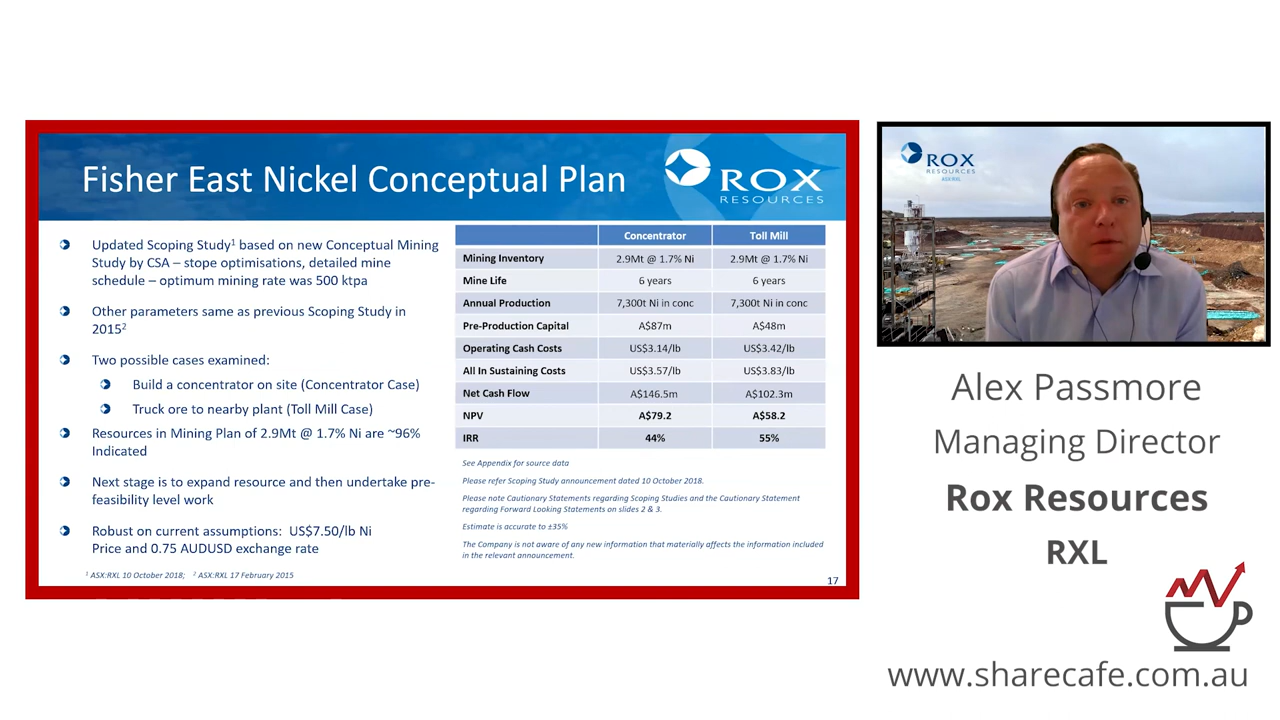 Fisher East Nickel Conceptual Plan
ROX
RESOURCES
Updated Scoping Study¹ based on new Conceptual Mining
Study by CSA – stope optimisations, detailed mine
schedule – optimum mining rate was 500 ktpa
Other parameters same as previous Scoping Study in
2015²
Two possible cases examined:
Build a concentrator on site (Concentrator Case)
Truck ore to nearby plant (Toll Mill Case)
Resources in Mining Plan of 2.9Mt @ 1.7% Ni are ~96%
Indicated
Next stage is to expand resource and then undertake pre-
feasibility level work
Robust on current assumptions: US$7.50/lb Ni
Price and 0.75 AUDUSD exchange rate
¹ ASX:RXL 10 October 2018; ² ASX:RXL 17 February 2015
Concentrator Toll Mill
Mining Inventory 2.9Mt @ 1.7% Ni 2.9Mt @ 1.7% Ni
Mine Life 6 years 6 years
Annual Production 7,300t Ni in conc 7,300t Ni in conc
Pre-Production Capital A$87m A$48m
Operating Cash Costs US$3.14/lb US$3.42/lb
All In Sustaining Costs US$3.57/lb US$3.83/lb
Net Cash Flow A$146.5m A$102.3m
NPV A$79.2 A$58.2
IRR 44% 55%
See Appendix for source data
Please refer Scoping Study announcement dated 10 October 2018.
Please note Cautionary Statements regarding Scoping Studies and the Cautionary Statement
regarding Forward Looking Statements on slides 2 & 3.
Estimate is accurate to ±35%
The Company is not aware of any new information that materially affects the information included
in the relevant announcement.
17
ROX
RESOURCES
ASX:RXL
Alex Passmore
Managing Director
Rox Resources
RXL
www.sharecafe.com.au